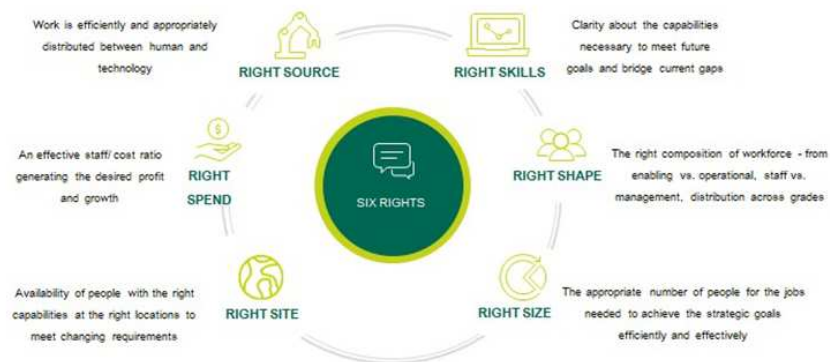 Work is efficiently and appropriately
distributed between human and
technology
RIGHT SOURCE
RIGHT SKILLS
Clarity about the capabilities
necessary to meet future
goals and bridge current gaps
An effective staff/ cost ratio
generating the desired profit
and growth
RIGHT
SPEND
SIX RIGHTS
RIGHT SHAPE
The right composition of workforce - from
enabling vs. operational, staff vs.
management, distribution across grades
Availability of people with the right
capabilities at the right locations to
meet changing requirements
RIGHT SITE
RIGHT SIZE
The appropriate number of people for the jobs
needed to achieve the strategic goals
efficiently and effectively